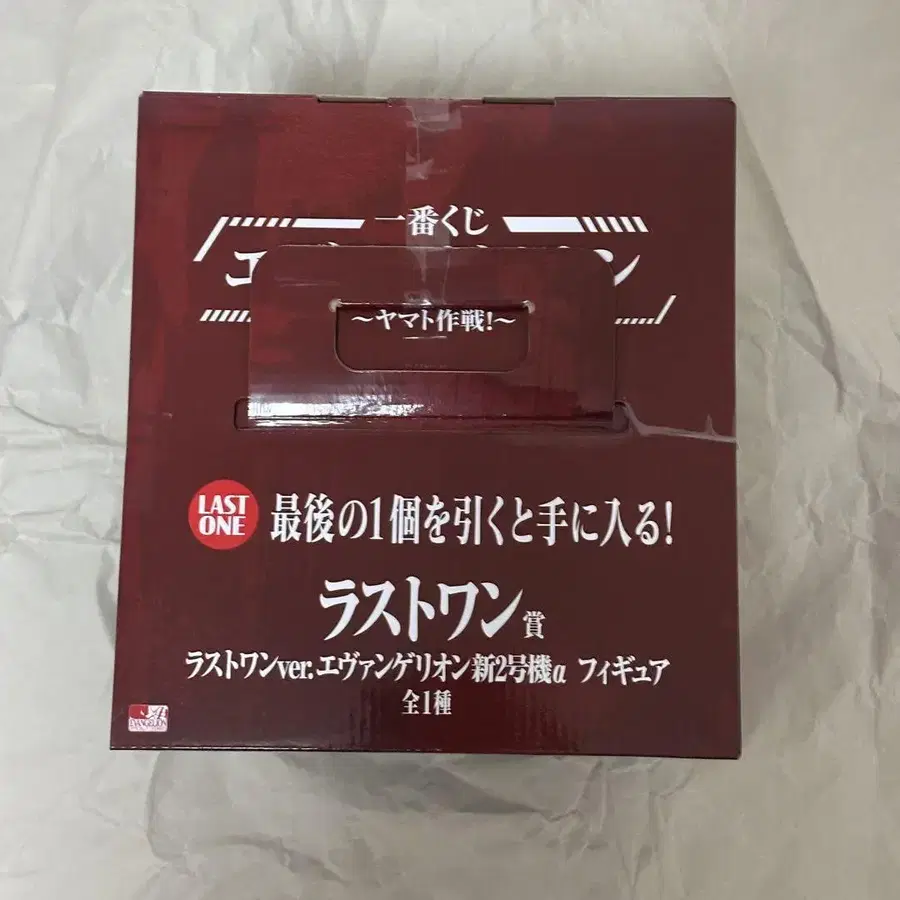 一番くじ
〜ヤマト作戦!〜
LAST
ONE
最後の1個を引くと手に入る!
ラストワン賞
ラストワンver.エヴァンゲリオン新2号機α フィギュア
全1種
EVANGELION